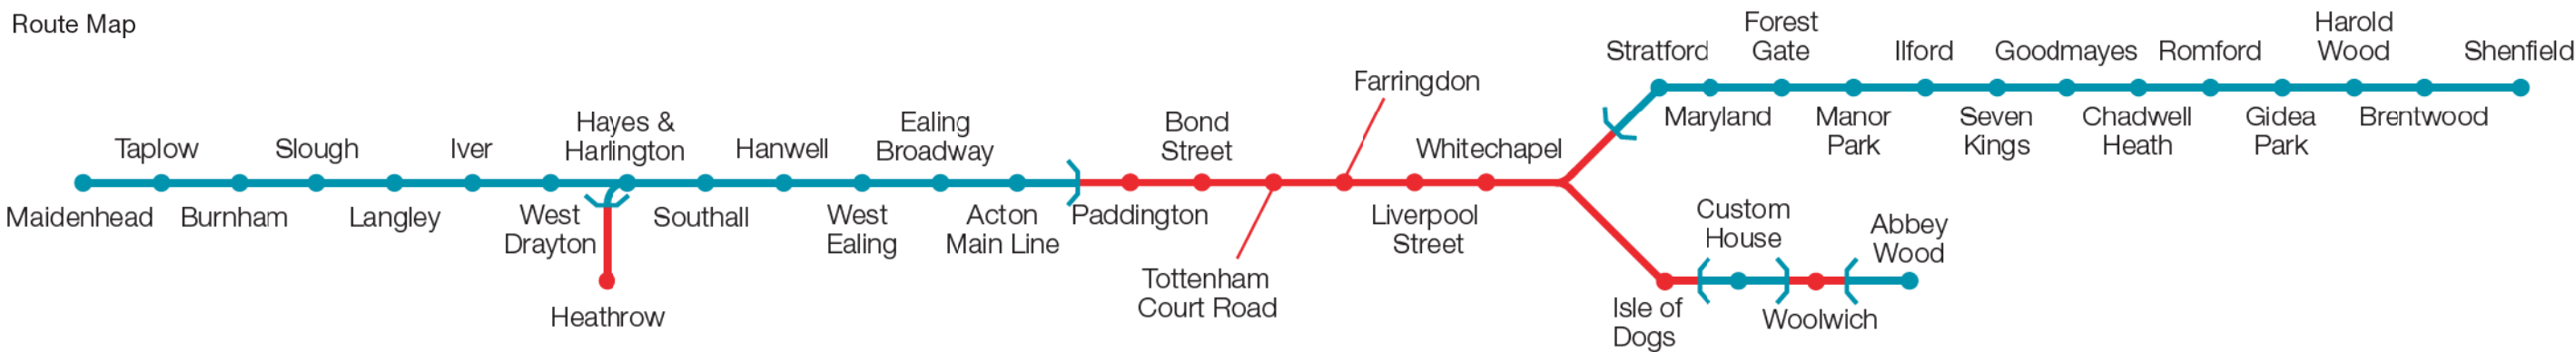 Route Map
Maidenhead
Taplow
Burnham
Slough
Langley
Iver
West
Drayton
Hayes &
Harlington
Heathrow
Southall
Hanwell
West
Ealing
Ealing
Broadway
Acton
Main Line
Paddington
Bond
Street
Tottenham
Court Road
Farringdon
Liverpool
Street
Whitechapel
Stratford
Maryland
Forest
Gate
Manor
Park
Ilford
Seven
Kings
Goodmayes
Chadwell
Heath
Romford
Gidea
Park
Harold
Wood
Brentwood
Shenfield
Isle of
Dogs
Custom
House
Woolwich
Abbey
Wood